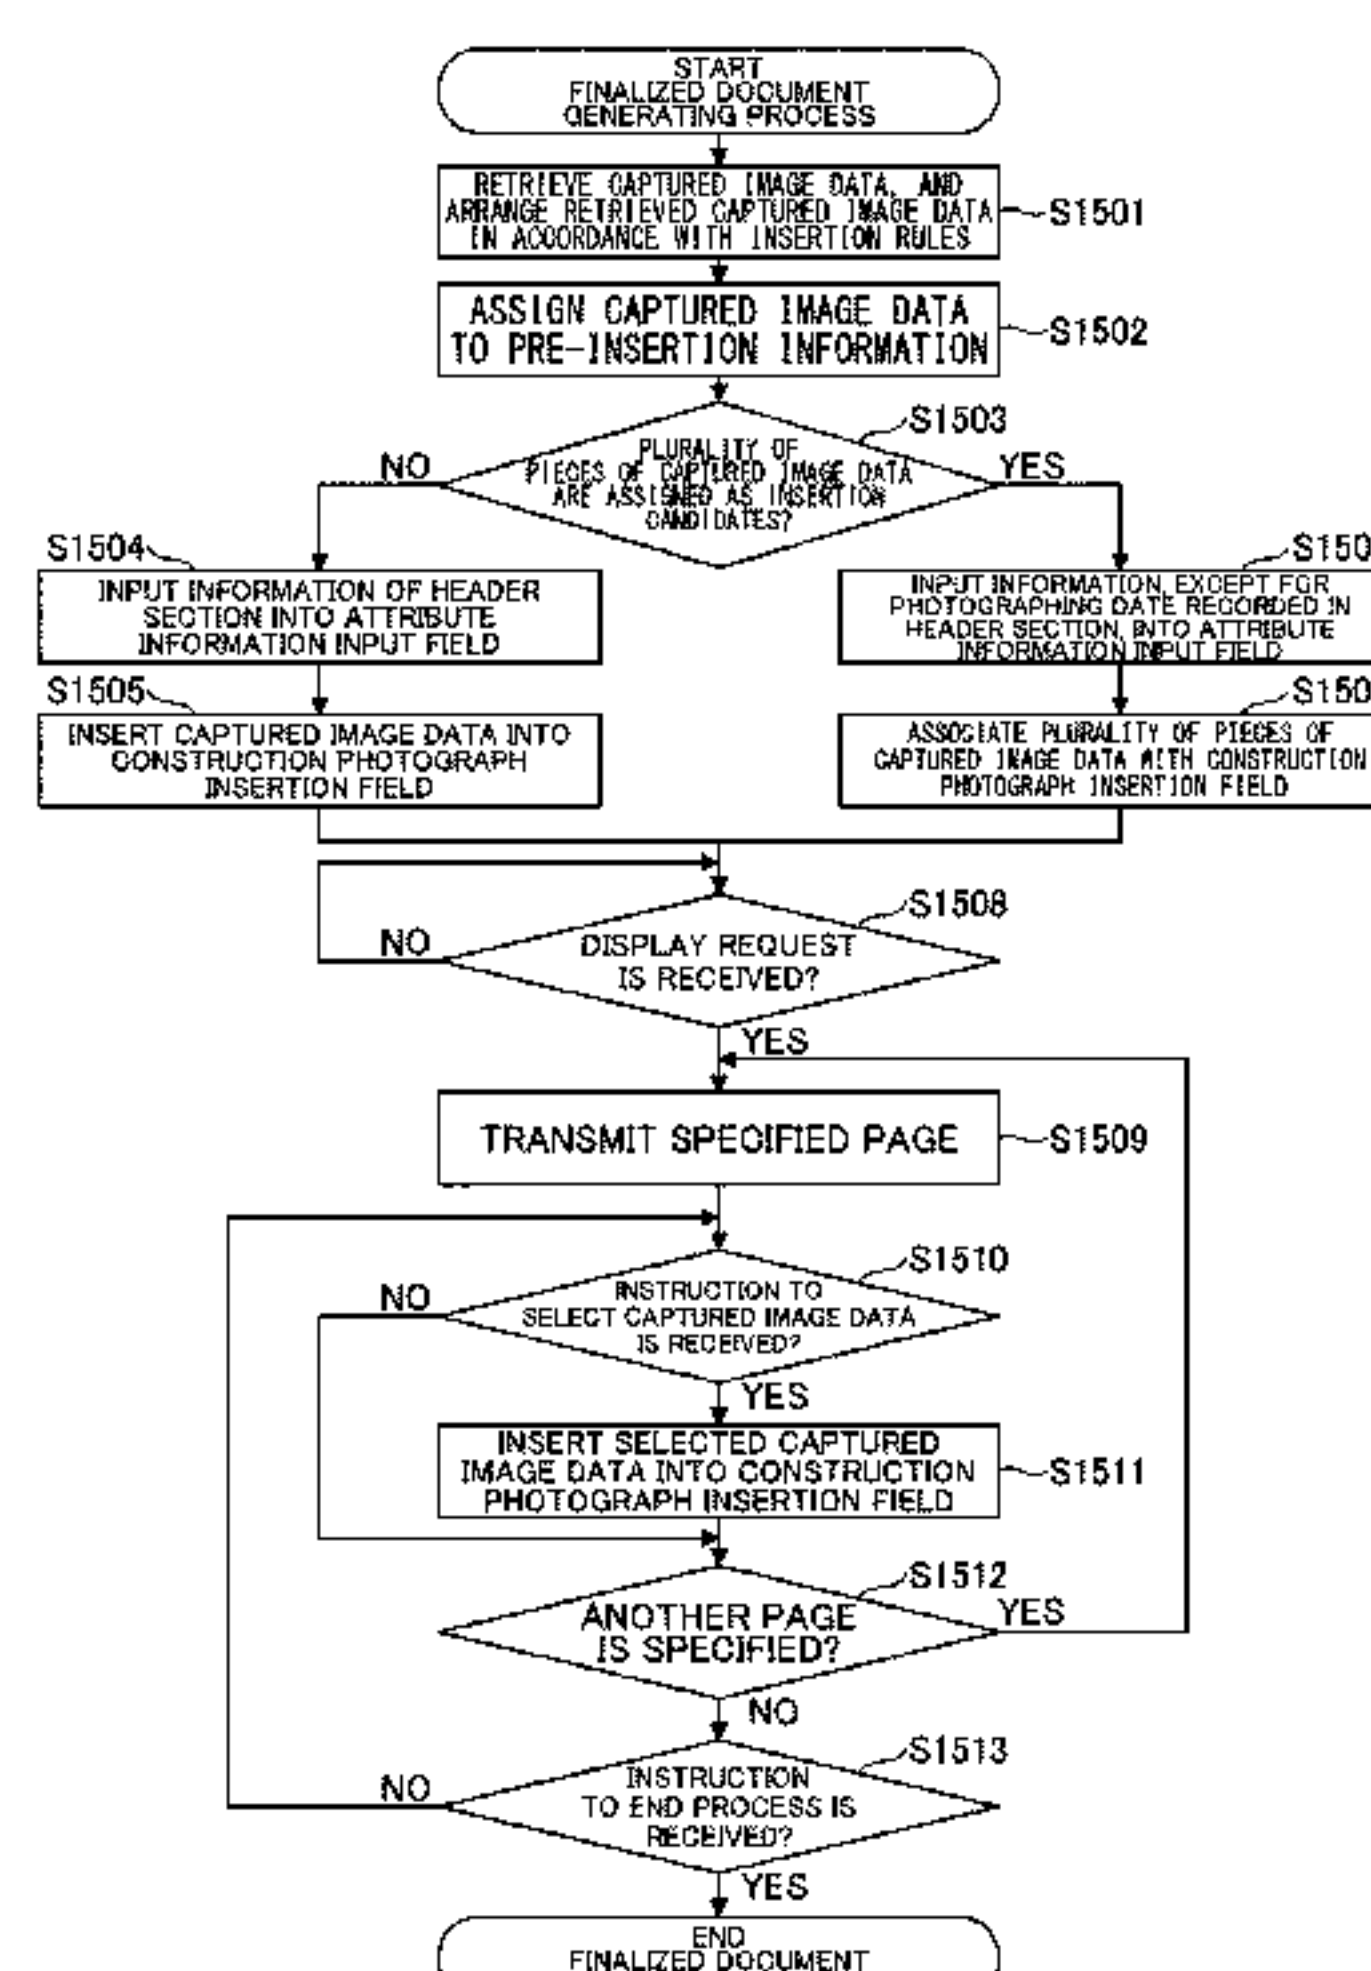 START
FINALIZED DOCUMENT
GENERATING PROCESS
RETRIEVE CAPTURED IMAGE DATA, AND
ARRANGE RETRIEVED CAPTURED IMAGE DATA
IN ACCORDANCE WITH INSERTION RULES
S1501
ASSIGN CAPTURED IMAGE DATA
TO PRE-INSERTION INFORMATION
S1502
S1503
PLURALITY OF
PIECES OF CAPTURED IMAGE DATA
ARE ASSIGNED AS INSERTION
CANDIDATES?
NO
YES
S1504
INPUT INFORMATION OF HEADER
SECTION INTO ATTRIBUTE
INFORMATION INPUT FIELD
S150
INPUT INFORMATION, EXCEPT FOR
PHOTOGRAPHING DATE RECORDED IN
HEADER SECTION, INTO ATTRIBUTE
INFORMATION INPUT FIELD
S1505
INSERT CAPTURED IMAGE DATA INTO
CONSTRUCTION PHOTOGRAPH
INSERTION FIELD
S150
ASSOCIATE PLURALITY OF PIECES OF
CAPTURED IMAGE DATA WITH CONSTRUCTION
PHOTOGRAPH INSERTION FIELD
S1508
DISPLAY REQUEST
IS RECEIVED?
NO
YES
TRANSMIT SPECIFIED PAGE
S1509
S1510
INSTRUCTION TO
SELECT CAPTURED IMAGE DATA
IS RECEIVED?
NO
YES
INSERT SELECTED CAPTURED
IMAGE DATA INTO CONSTRUCTION
PHOTOGRAPH INSERTION FIELD
S1511
S1512
ANOTHER PAGE
IS SPECIFIED?
YES
NO
S1513
INSTRUCTION
TO END PROCESS IS
RECEIVED?
NO
YES
END
FINALIZED DOCUMENT